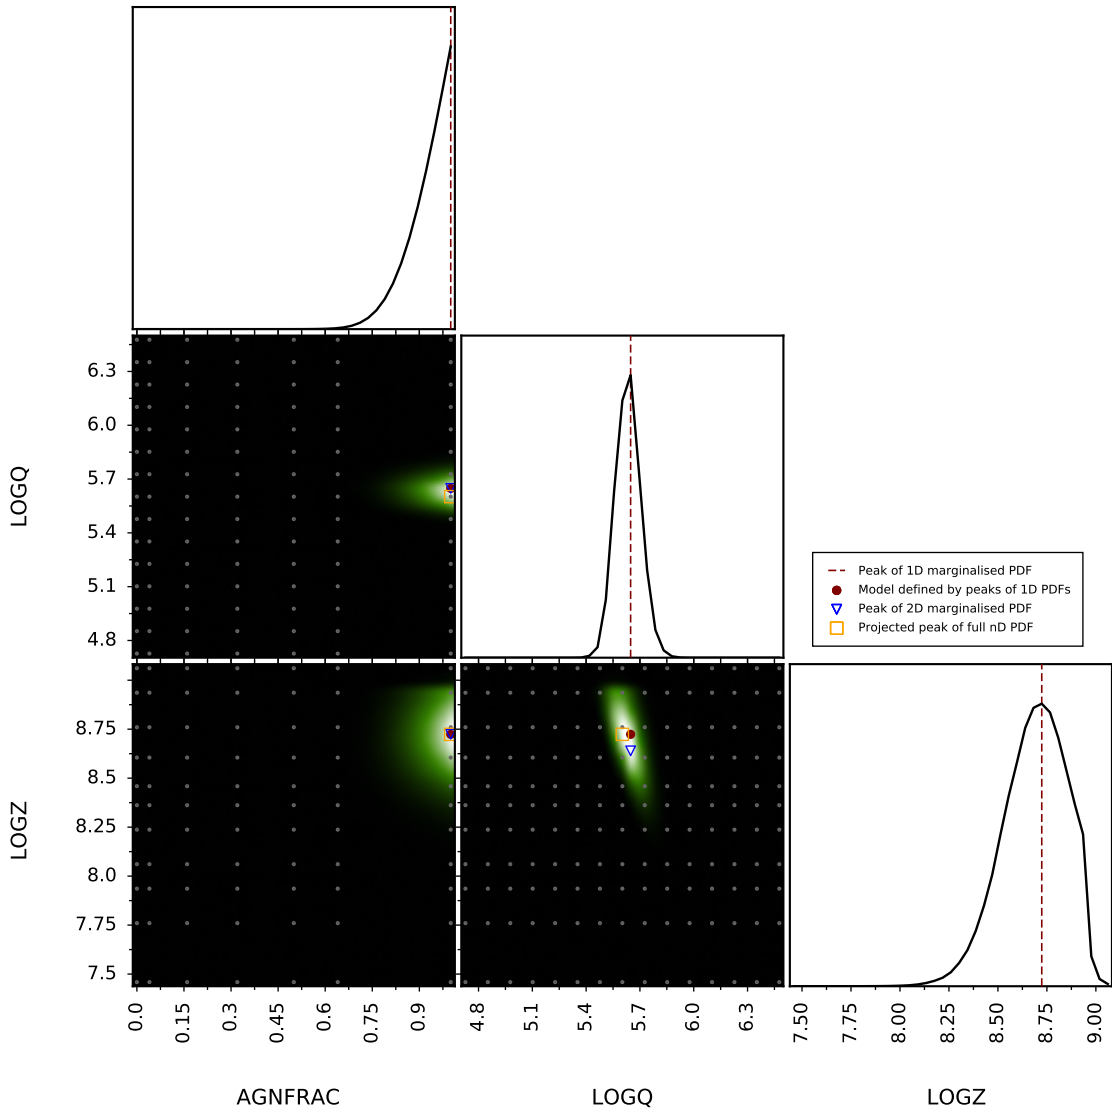 LOGQ
6.3
6.0
5.7
5.4
5.1
4.8
Peak of 1D marginalised PDF
Model defined by peaks of 1D PDFs
Peak of 2D marginalised PDF
Projected peak of full nD PDF
LOGZ
8.75
8.5
8.25
8.0
7.75
7.5
0.0 0.15 0.3 0.45 0.6 0.75 0.9 4.8 5.1 5.4 5.7 6.0 6.3 7.50 7.75 8.00 8.25 8.50 8.75 9.00
AGNFRAC LOGQ LOGZ